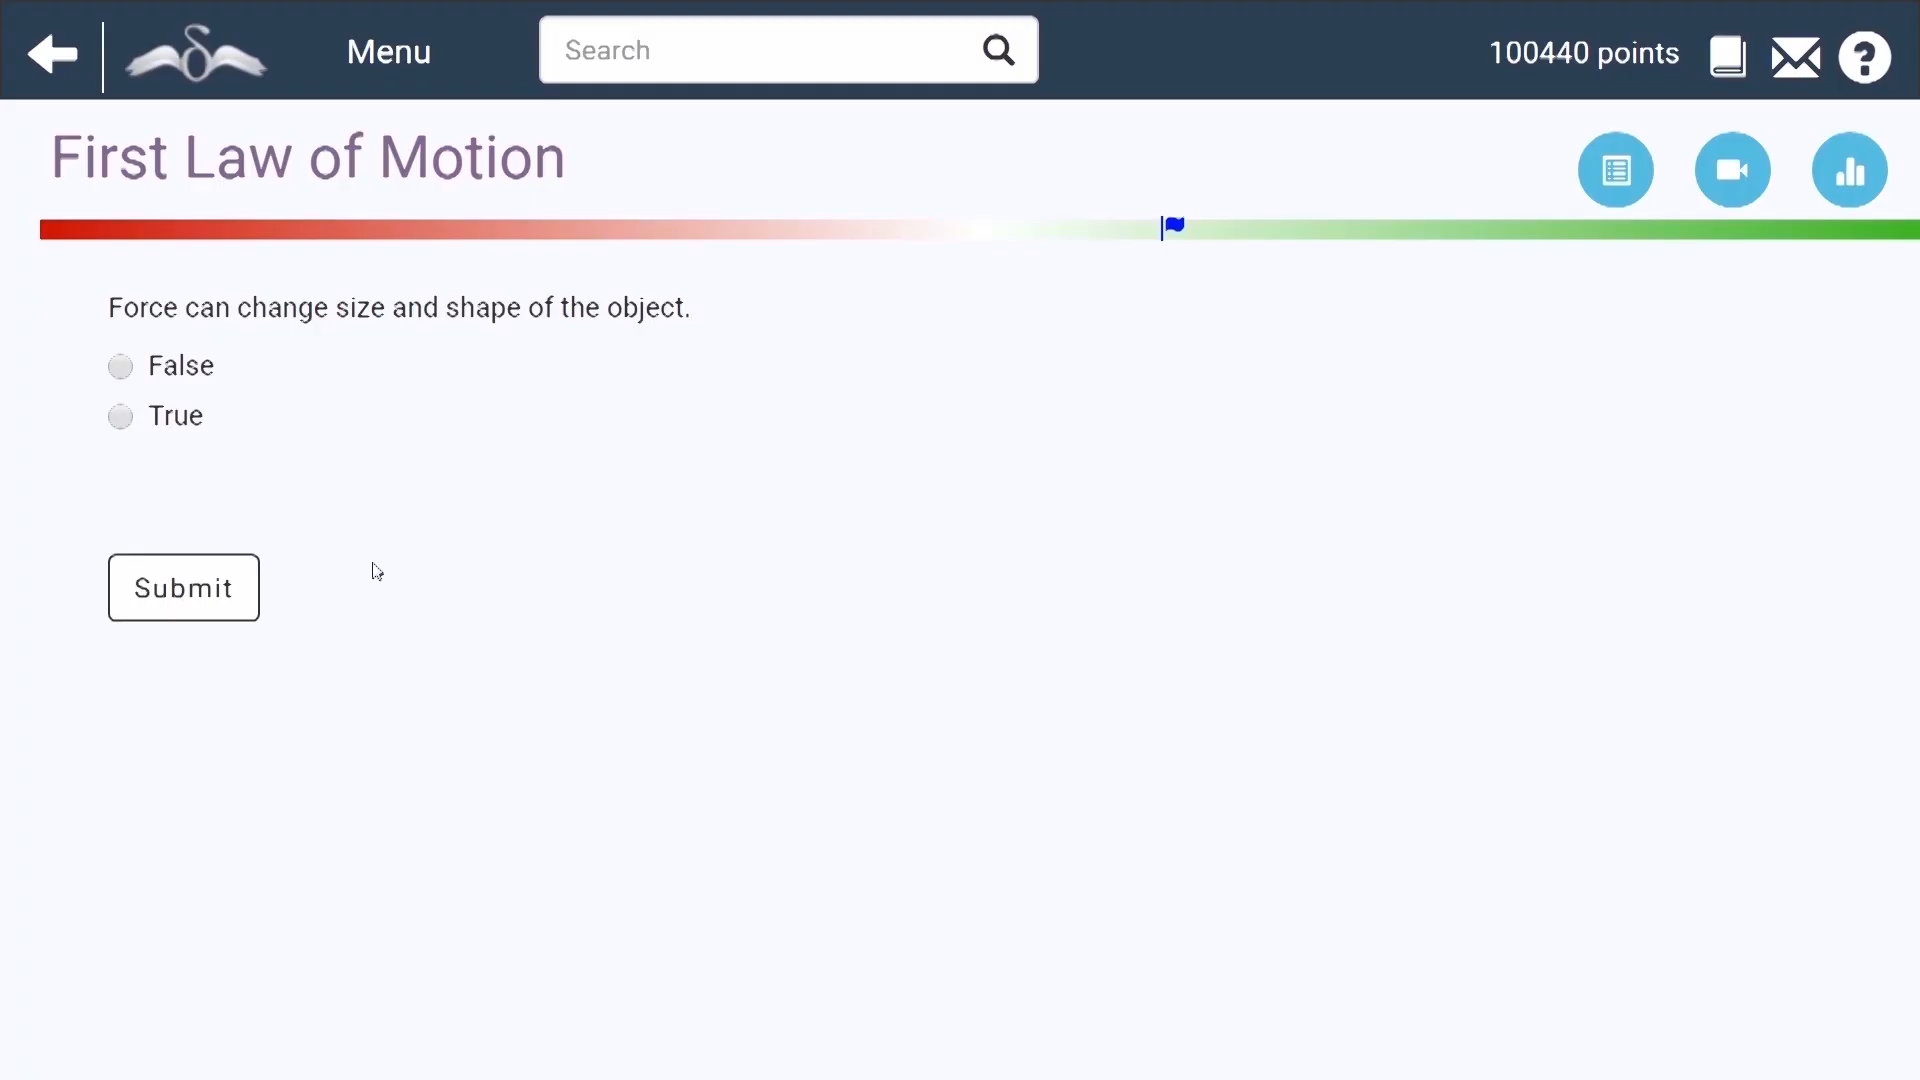 Menu
Search
100440 points
First Law of Motion
Force can change size and shape of the object.
False
True
Submit